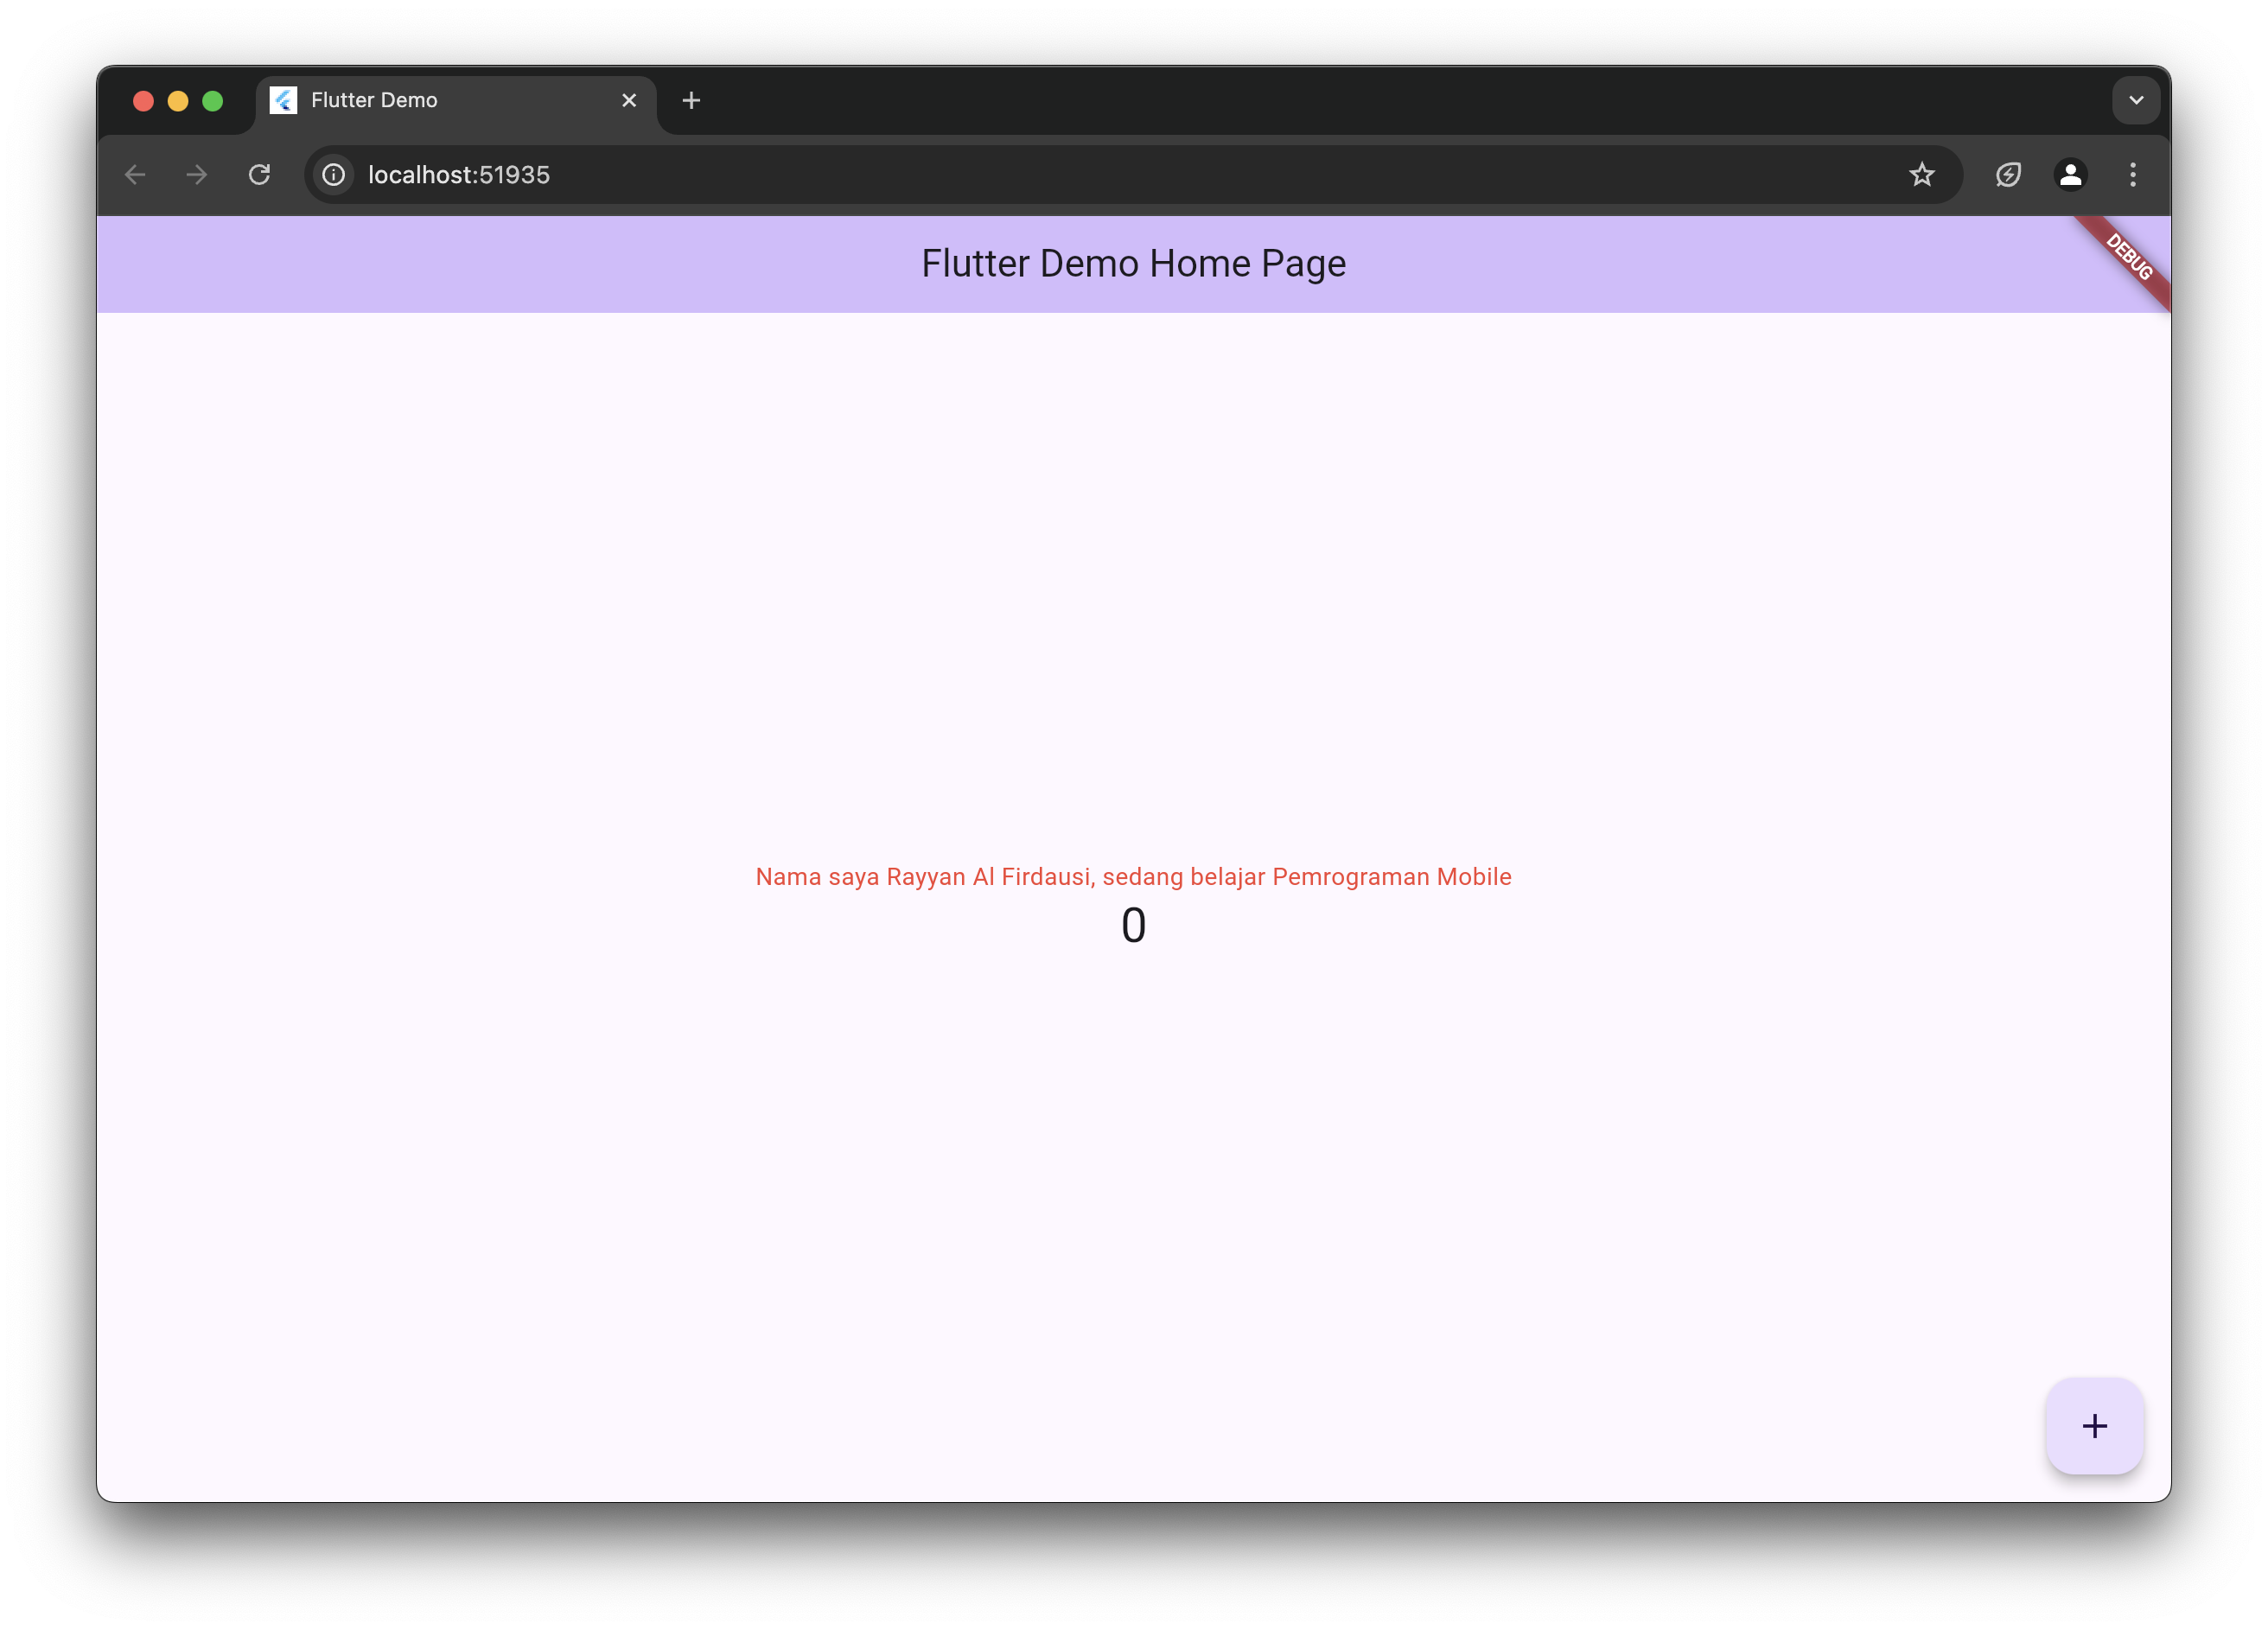 Flutter Demo
localhost:51935
Flutter Demo Home Page
DEBUG
Nama saya Rayyan Al Firdausi, sedang belajar Pemrograman Mobile
0